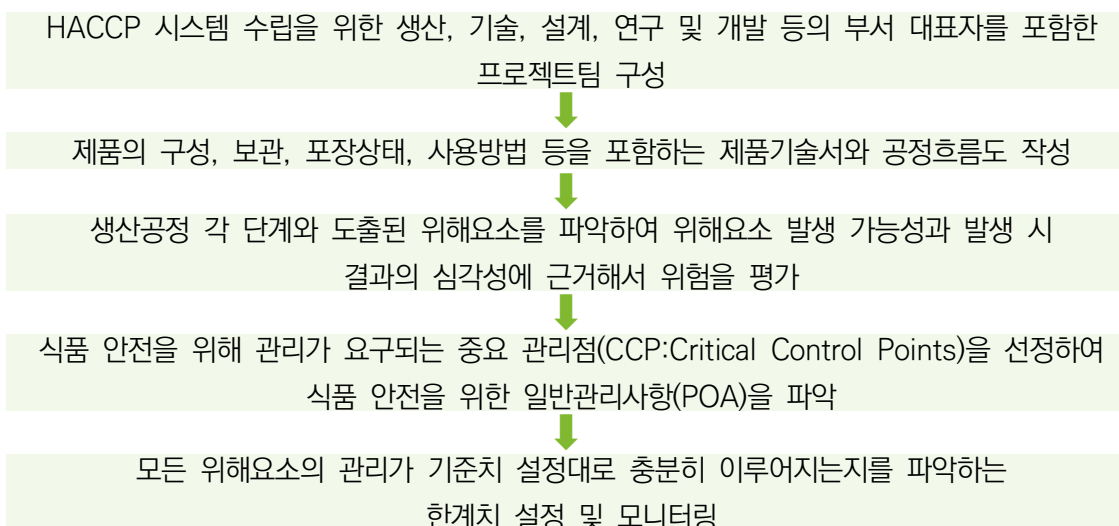 HACCP 시스템 수립을 위한 생산, 기술, 설계, 연구 및 개발 등의 부서 대표자를 포함한
프로젝트팀 구성
제품의 구성, 보관, 포장상태, 사용방법 등을 포함하는 제품기술서와 공정흐름도 작성
생산공정 각 단계와 도출된 위해요소를 파악하여 위해요소 발생 가능성과 발생 시
결과의 심각성에 근거해서 위험을 평가
식품 안전을 위해 관리가 요구되는 중요 관리점(CCP:Critical Control Points)을 선정하여
식품 안전을 위한 일반관리사항(POA)을 파악
모든 위해요소의 관리가 기준치 설정대로 충분히 이루어지는지를 파악하는
한계치 설정 및 모니터링